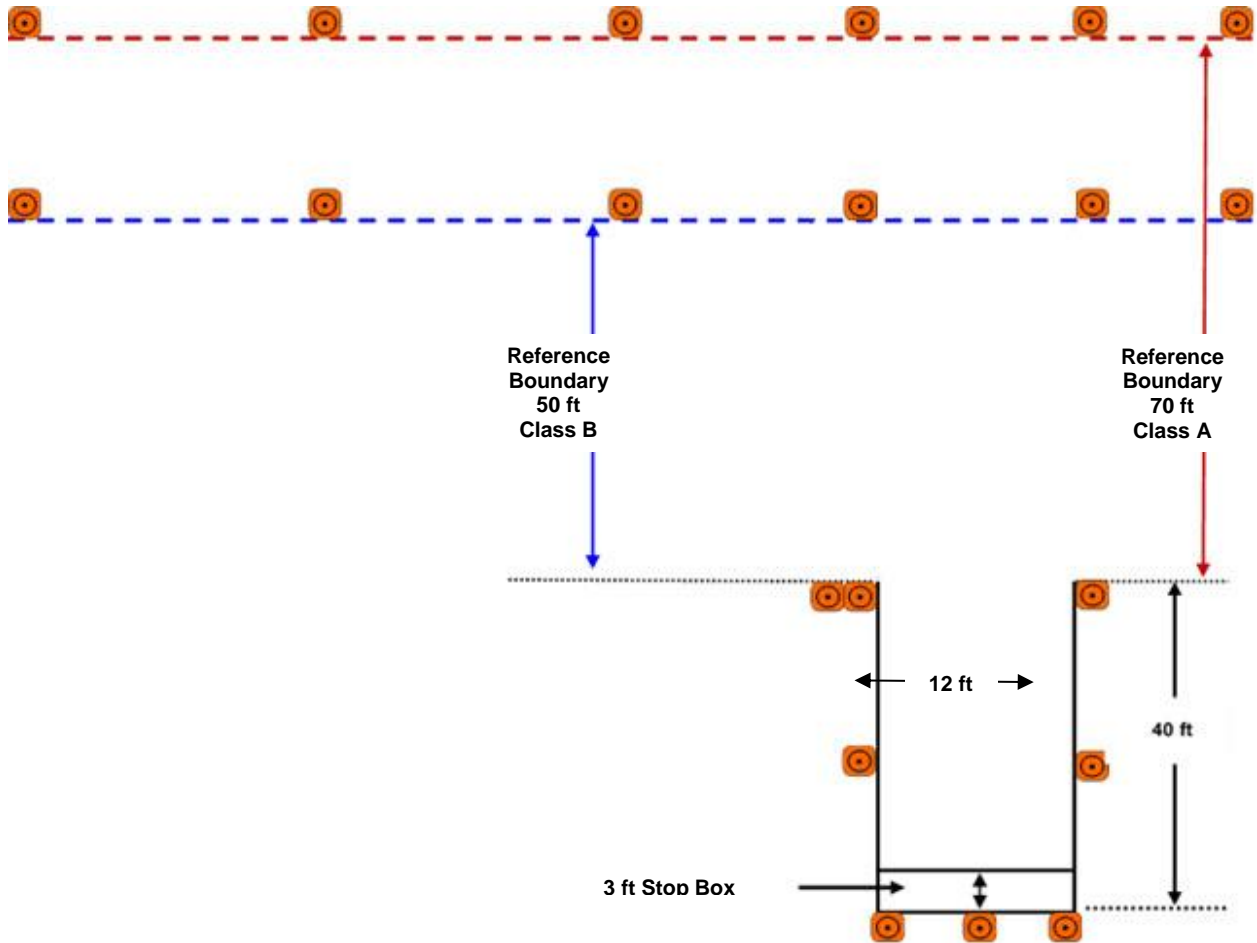 Reference
Boundary
50 ft
Class B
Reference
Boundary
70 ft
Class A
12 ft
40 ft
3 ft Stop Box